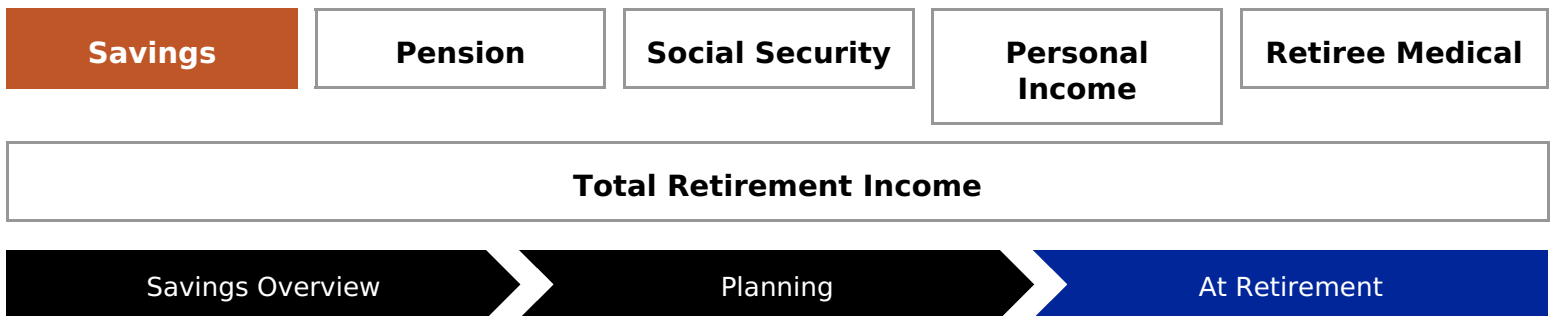 Savings
Pension
Social Security
Personal
Income
Retiree Medical
Total Retirement Income
Savings Overview
Planning
At Retirement